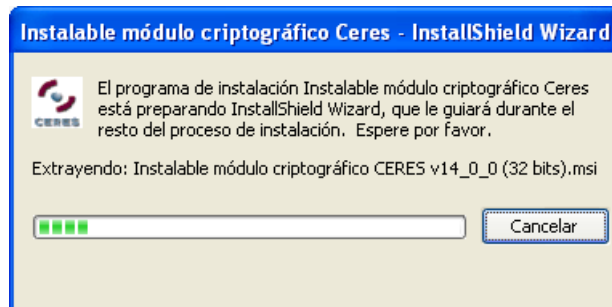 Instalable módulo criptográfico Ceres - InstallShield Wizard
El programa de instalación Instalable módulo criptográfico Ceres
está preparando InstallShield Wizard, que le guiará durante el
resto del proceso de instalación. Espere por favor.
CERES
Extrayendo: Instalable módulo criptográfico CERES v14_0_0 (32 bits).msi
Cancelar